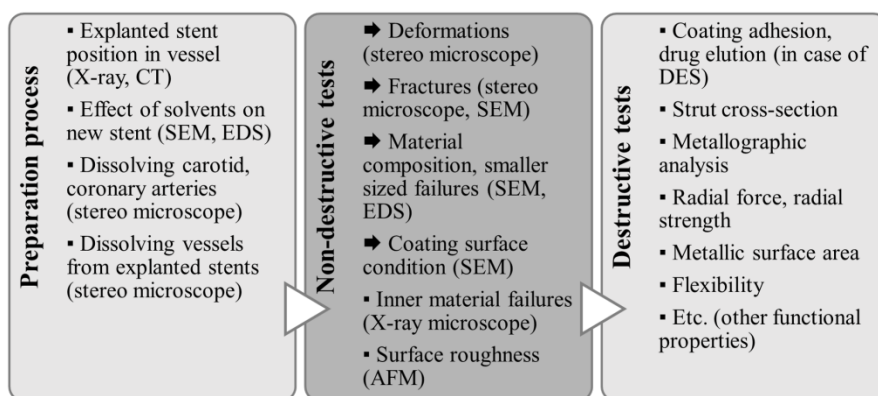 Preparation process
▪ Explanted stent
position in vessel
(X-ray, CT)
▪ Effect of solvents on
new stent (SEM, EDS)
▪ Dissolving carotid,
coronary arteries
(stereo microscope)
▪ Dissolving vessels
from explanted stents
(stereo microscope)
Non-destructive tests
🡆 Deformations
(stereo microscope)
🡆 Fractures (stereo
microscope, SEM)
🡆 Material
composition, smaller
sized failures (SEM,
EDS)
🡆 Coating surface
condition (SEM)
▪ Inner material failures
(X-ray microscope)
▪ Surface roughness
(AFM)
Destructive tests
▪ Coating adhesion,
drug elution (in case of
DES)
▪ Strut cross-section
▪ Metallographic
analysis
▪ Radial force, radial
strength
▪ Metallic surface area
▪ Flexibility
▪ Etc. (other functional
properties)